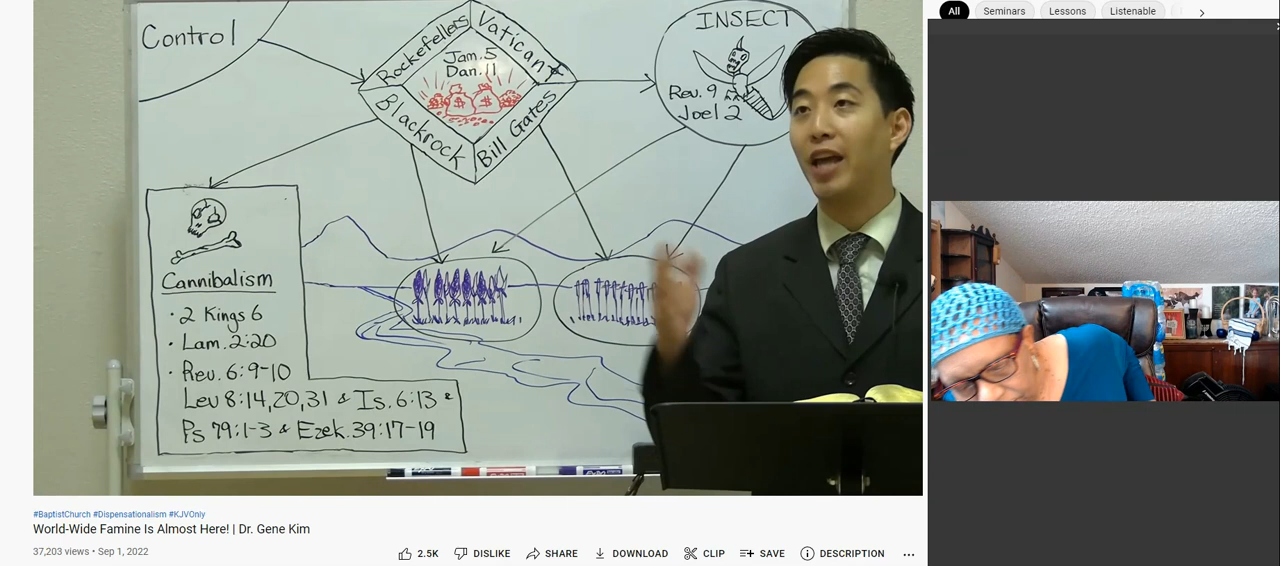 Control
Rockefellers
Vatican
Jam. 5
Dan. 11
Blackrock
Bill Gates
INSECT
Rev. 9
Joel 2
Cannibalism
· 2 Kings 6
· Lam. 2:20
· Rev. 6:9-10
Lev 8:14,20,31 & Is. 6:13 &
Ps 79:1-3 & Ezek. 39:17-19
#BaptistChurch #Dispensationalism #KJVOnly
World-Wide Famine Is Almost Here! | Dr. Gene Kim
37,203 views • Sep 1, 2022
2.5K
DISLIKE
SHARE
DOWNLOAD
CLIP
SAVE
DESCRIPTION
All
Seminars
Lessons
Listenable